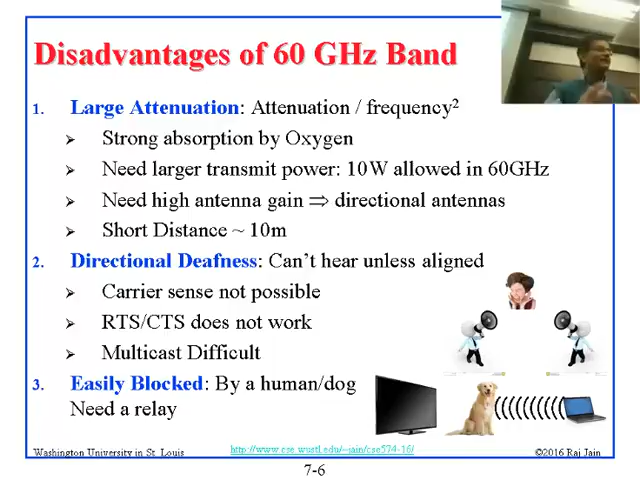 Disadvantages of 60 GHz Band
1. Large Attenuation: Attenuation / frequency²
➢ Strong absorption by Oxygen
➢ Need larger transmit power: 10W allowed in 60GHz
➢ Need high antenna gain ⇒ directional antennas
➢ Short Distance ~ 10m
2. Directional Deafness: Can't hear unless aligned
➢ Carrier sense not possible
➢ RTS/CTS does not work
➢ Multicast Difficult
3. Easily Blocked: By a human/dog
Need a relay
Washington University in St. Louis
http://www.cse.wustl.edu/~jain/cse574-16/
©2016 Raj Jain
7-6